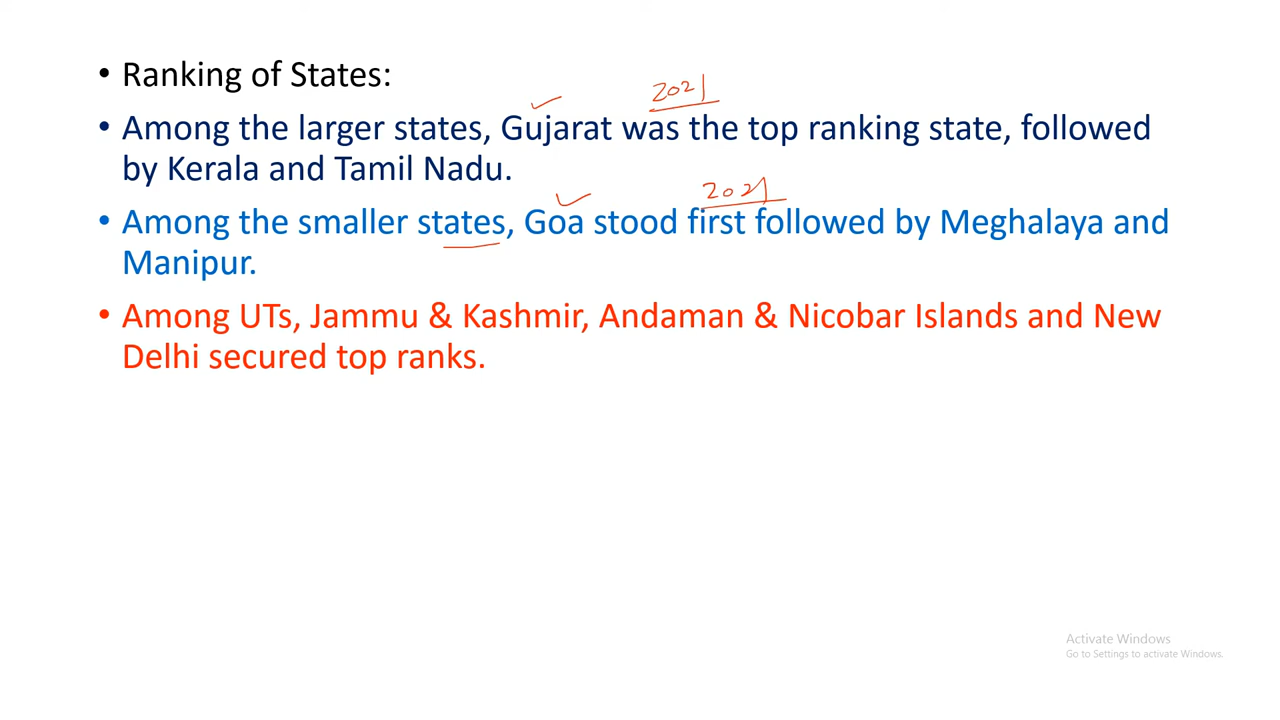 • Ranking of States:
2021
• Among the larger states, Gujarat was the top ranking state, followed
by Kerala and Tamil Nadu.
2021
• Among the smaller states, Goa stood first followed by Meghalaya and
Manipur.
• Among UTs, Jammu & Kashmir, Andaman & Nicobar Islands and New
Delhi secured top ranks.
Activate Windows
Go to Settings to activate Windows.